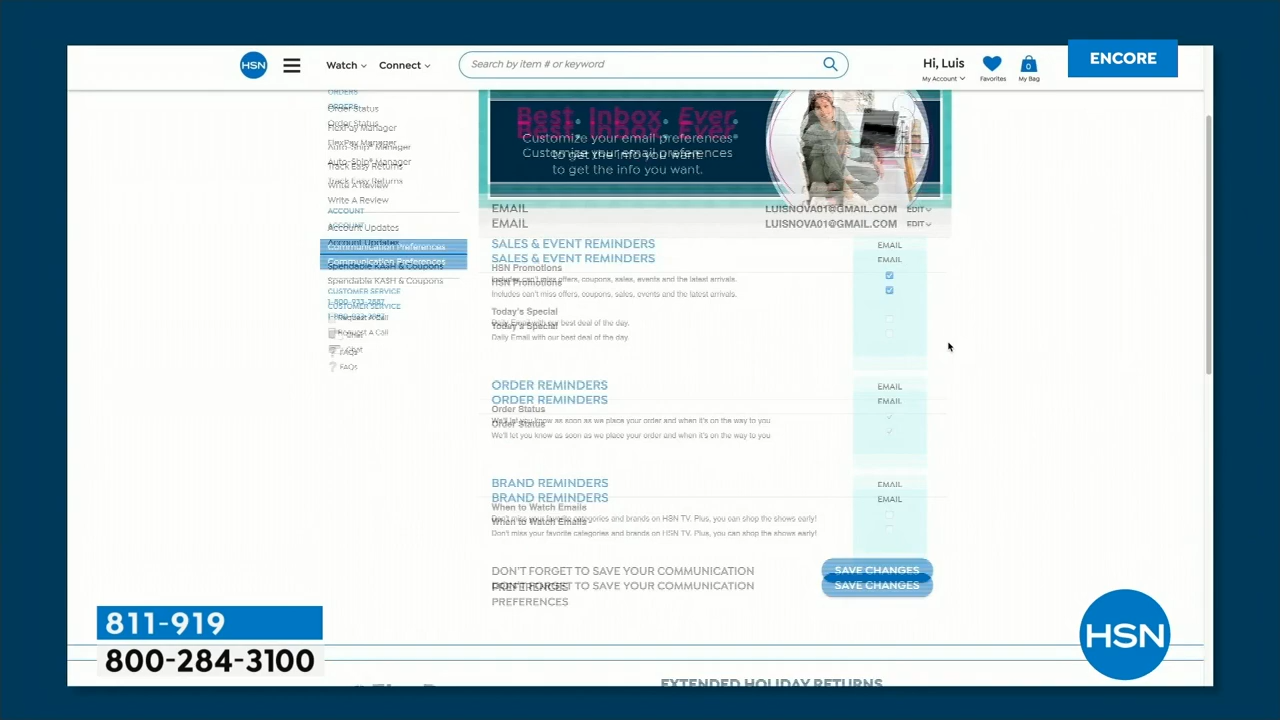 ENCORE
HSN
Watch
Connect
Search by item # or keyword
Hi, Luis
My Account
Favorites
0
My Bag
ORDERS
Order Status
FlexPay Manager
Auto-Ship® Manager
Track Easy Returns
Write A Review
ACCOUNT
Account Updates
Communication Preferences
Spendable KA$H & Coupons
CUSTOMER SERVICE
Request A Call
Chat
FAQs
Best. Inbox. Ever.
Customize your email preferences
to get the info you want.
EMAIL
LUISNOVA01@GMAIL.COM
EDIT
SALES & EVENT REMINDERS
EMAIL
HSN Promotions
Includes can't miss offers, coupons, sales, events and the latest arrivals.
Today's Special
Daily Email with our best deal of the day.
ORDER REMINDERS
EMAIL
Order Status
We'll let you know as soon as we place your order and when it's on the way to you
BRAND REMINDERS
EMAIL
When to Watch Emails
Don't miss your favorite categories and brands on HSN TV. Plus, you can shop the shows early!
DON'T FORGET TO SAVE YOUR COMMUNICATION
PREFERENCES
SAVE CHANGES
811-919
800-284-3100
HSN
EXTENDED HOLIDAY RETURNS